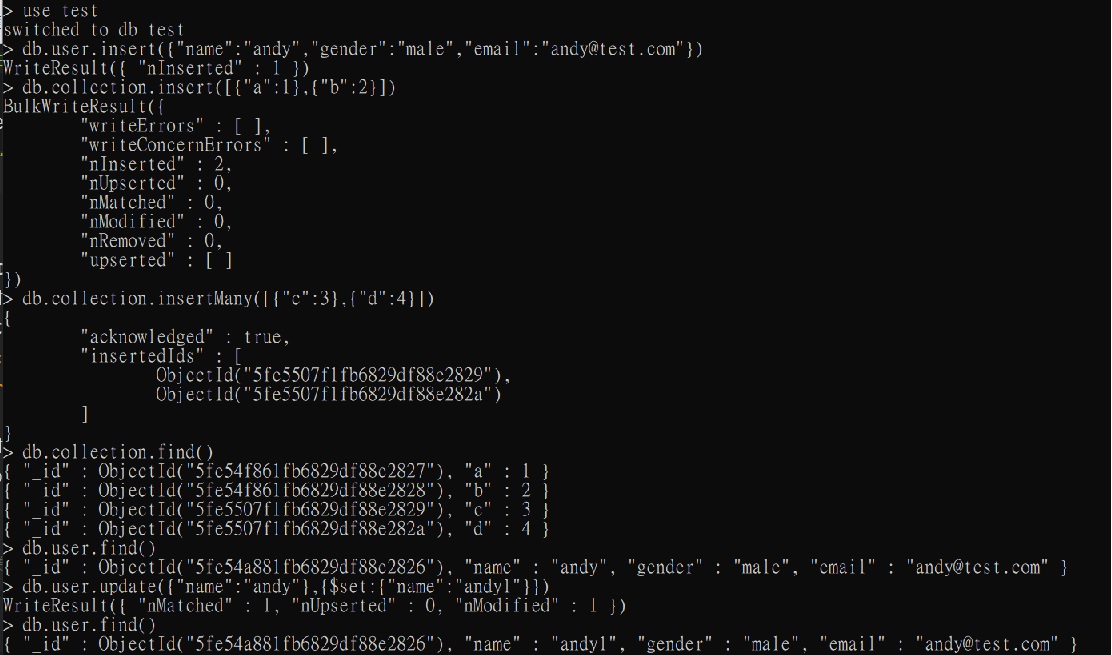 > use test
switched to db test
> db.user.insert({"name":"andy","gender":"male","email":"andy@test.com"})
WriteResult({ "nInserted" : 1 })
> db.collection.insert([{"a":1},{"b":2}])
BulkWriteResult({
        "writeErrors" : [ ],
        "writeConcernErrors" : [ ],
        "nInserted" : 2,
        "nUpserted" : 0,
        "nMatched" : 0,
        "nModified" : 0,
        "nRemoved" : 0,
        "upserted" : [ ]
})
> db.collection.insertMany([{"c":3},{"d":4}])
{
        "acknowledged" : true,
        "insertedIds" : [
                ObjectId("5fe5507f1fb6829df88e2829"),
                ObjectId("5fe5507f1fb6829df88e282a")
        ]
}
> db.collection.find()
{ "_id" : ObjectId("5fe54f861fb6829df88e2827"), "a" : 1 }
{ "_id" : ObjectId("5fe54f861fb6829df88e2828"), "b" : 2 }
{ "_id" : ObjectId("5fe5507f1fb6829df88e2829"), "c" : 3 }
{ "_id" : ObjectId("5fe5507f1fb6829df88e282a"), "d" : 4 }
> db.user.find()
{ "_id" : ObjectId("5fe54a881fb6829df88e2826"), "name" : "andy", "gender" : "male", "email" : "andy@test.com" }
> db.user.update({"name":"andy"},{$set:{"name":"andy1"}})
WriteResult({ "nMatched" : 1, "nUpserted" : 0, "nModified" : 1 })
> db.user.find()
{ "_id" : ObjectId("5fe54a881fb6829df88e2826"), "name" : "andy1", "gender" : "male", "email" : "andy@test.com" }